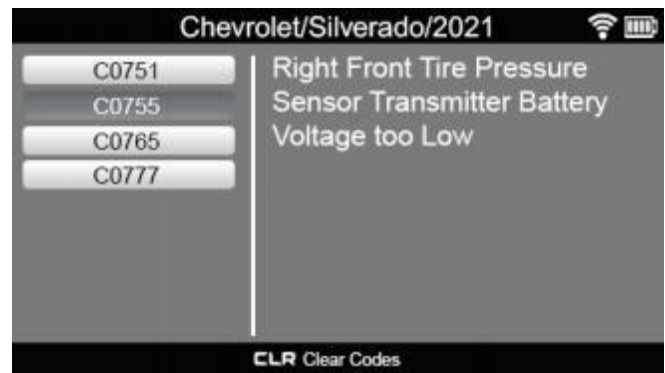 Chevrolet/Silverado/2021
C0751
C0755
C0765
C0777
Right Front Tire Pressure
Sensor Transmitter Battery
Voltage too Low
CLR Clear Codes